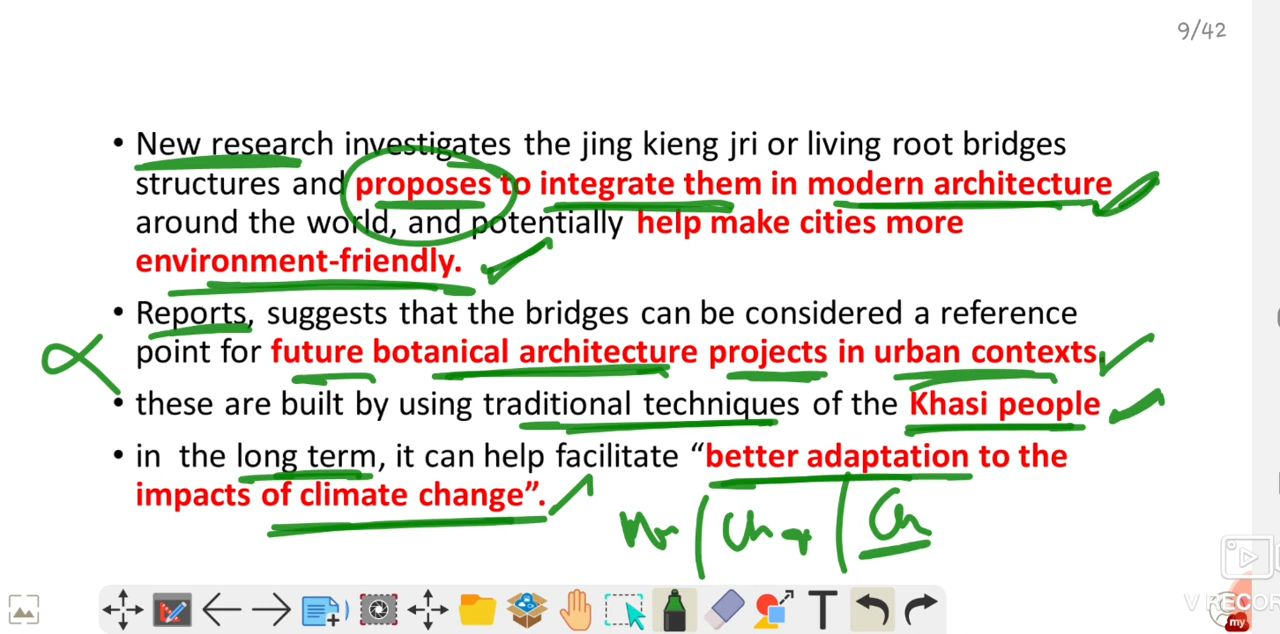 9/42
• New research investigates the jing kieng jri or living root bridges
structures and proposes to integrate them in modern architecture
around the world, and potentially help make cities more
environment-friendly.
• Reports, suggests that the bridges can be considered a reference
point for future botanical architecture projects in urban contexts.
• these are built by using traditional techniques of the Khasi people
• in the long term, it can help facilitate “better adaptation to the
impacts of climate change”.
V RECOR
my